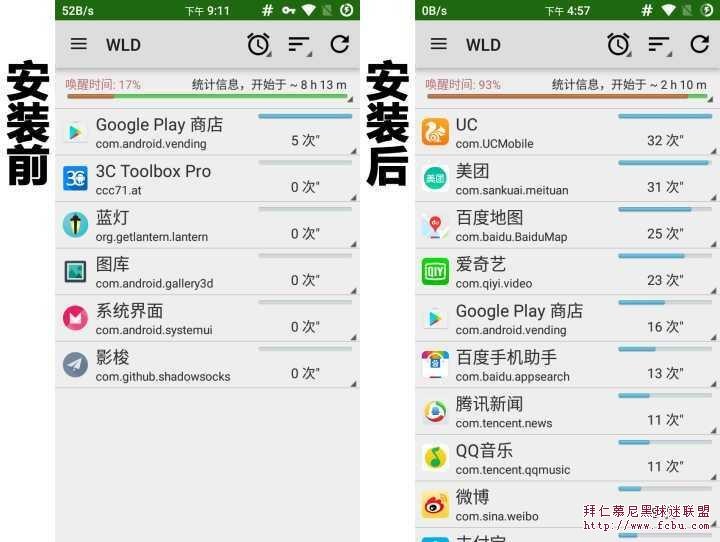 安装前
52B/s 下午 9:11
WLD
唤醒时间: 17% 统计信息，开始于 ~ 8 h 13 m
Google Play 商店
com.android.vending 5 次"
3C Toolbox Pro
ccc71.at 0 次"
蓝灯
org.getlantern.lantern 0 次"
图库
com.android.gallery3d 0 次"
系统界面
com.android.systemui 0 次"
影梭
com.github.shadowsocks 0 次"
安装后
0B/s 下午 4:57
WLD
唤醒时间: 93% 统计信息，开始于 ~ 2 h 10 m
UC
com.UCMobile 32 次"
美团
美团
com.sankuai.meituan 31 次"
百度地图
com.baidu.BaiduMap 25 次"
QIY
爱奇艺
com.qiyi.video 23 次"
Google Play 商店
com.android.vending 16 次"
百度手机助手
com.baidu.appsearch 13 次"
腾讯新闻
com.tencent.news 11 次"
QQ音乐
com.tencent.qqmusic 11 次"
微博
com.sina.weibo
支付宝
拜仁慕尼黑球迷联盟
http://www.fcbu.com